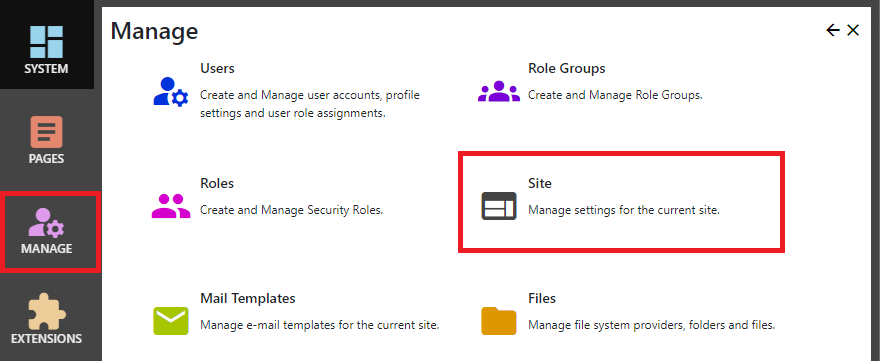 SYSTEM
PAGES
MANAGE
EXTENSIONS
Manage
Users
Create and Manage user accounts, profile
settings and user role assignments.
Role Groups
Create and Manage Role Groups.
Roles
Create and Manage Security Roles.
Site
Manage settings for the current site.
Mail Templates
Manage e-mail templates for the current site.
Files
Manage file system providers, folders and files.